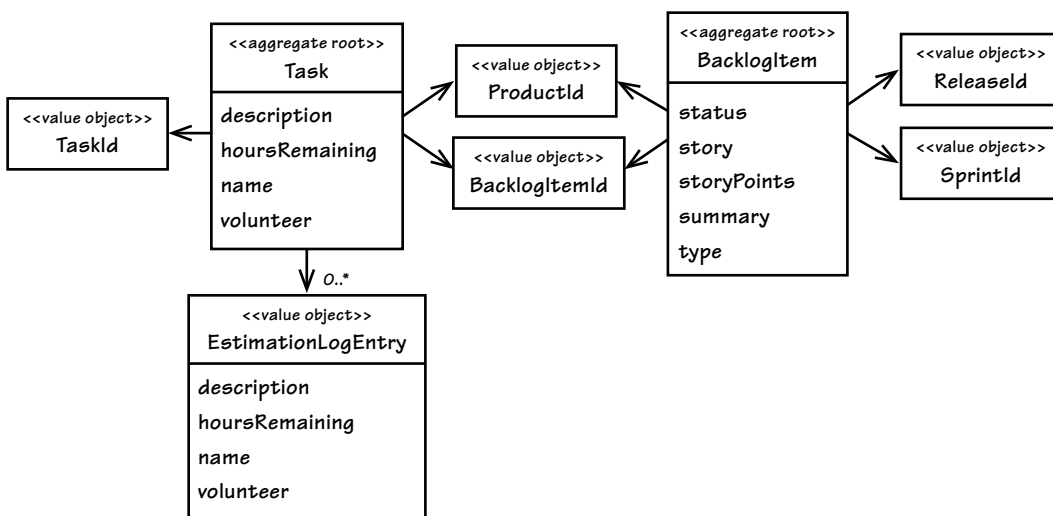 <<aggregate root>>
Task
description
hoursRemaining
name
volunteer
<<value object>>
TaskId
<<value object>>
ProductId
<<value object>>
BacklogItemId
<<aggregate root>>
BacklogItem
status
story
storyPoints
summary
type
<<value object>>
ReleaseId
<<value object>>
SprintId
0..*
<<value object>>
EstimationLogEntry
description
hoursRemaining
name
volunteer